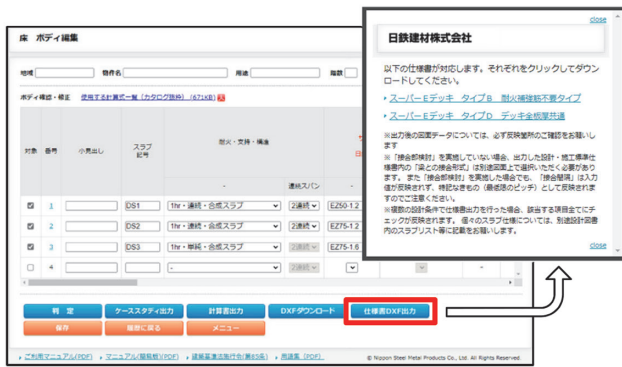 床 ボディ編集
地域
物件名
用途
階数
ボディ確認・修正 使用する計算式一覧（カタログ抜粋）（671KB）
対象 番号 小見出し スラブ記号 耐火・支持・構造
- 連続スパン -
1 DS1 1hr・連続・合成スラブ 2連続 EZ50-1.2
2 DS2 1hr・連続・合成スラブ 2連続 EZ75-1.2
3 DS3 1hr・単純・合成スラブ 2連続 EZ75-1.6
4 - 2連続 -
判 定 ケーススタディ出力 計算書出力 DXFダウンロード 仕様書DXF出力
保存 履歴に戻る メニュー
・ご利用マニュアル(PDF) ・マニュアル(簡易版)(PDF) ・建築基準法施行令(第85条) ・用語集 (PDF)
© Nippon Steel Metal Products Co., Ltd. All Rights Reserved.
close
日鉄建材株式会社
以下の仕様書が対応します。それぞれをクリックしてダウン
ロードしてください。
・スーパーEデッキ タイプB 耐火補強筋不要タイプ
・スーパーEデッキ タイプD デッキ全板厚共通
※出力後の図面データについては、必ず反映箇所のご確認をお願いし
ます
※「接合部検討」を実施していない場合、出力した設計・施工標準仕
様書内の「梁との接合形式」は別途図面上で選択いただく必要があり
ます。また「接合部検討」を実施した場合でも、「接合間隔」は入力
値が反映されず、特記なきもの（最低限のピッチ）として反映されま
すのでご注意ください。
※複数の設計条件で仕様書出力を行った場合、該当する項目全てにチ
ェックが反映されます。個々のスラブ仕様については、別途設計図書
内のスラブリスト等に記載をお願いします。
close